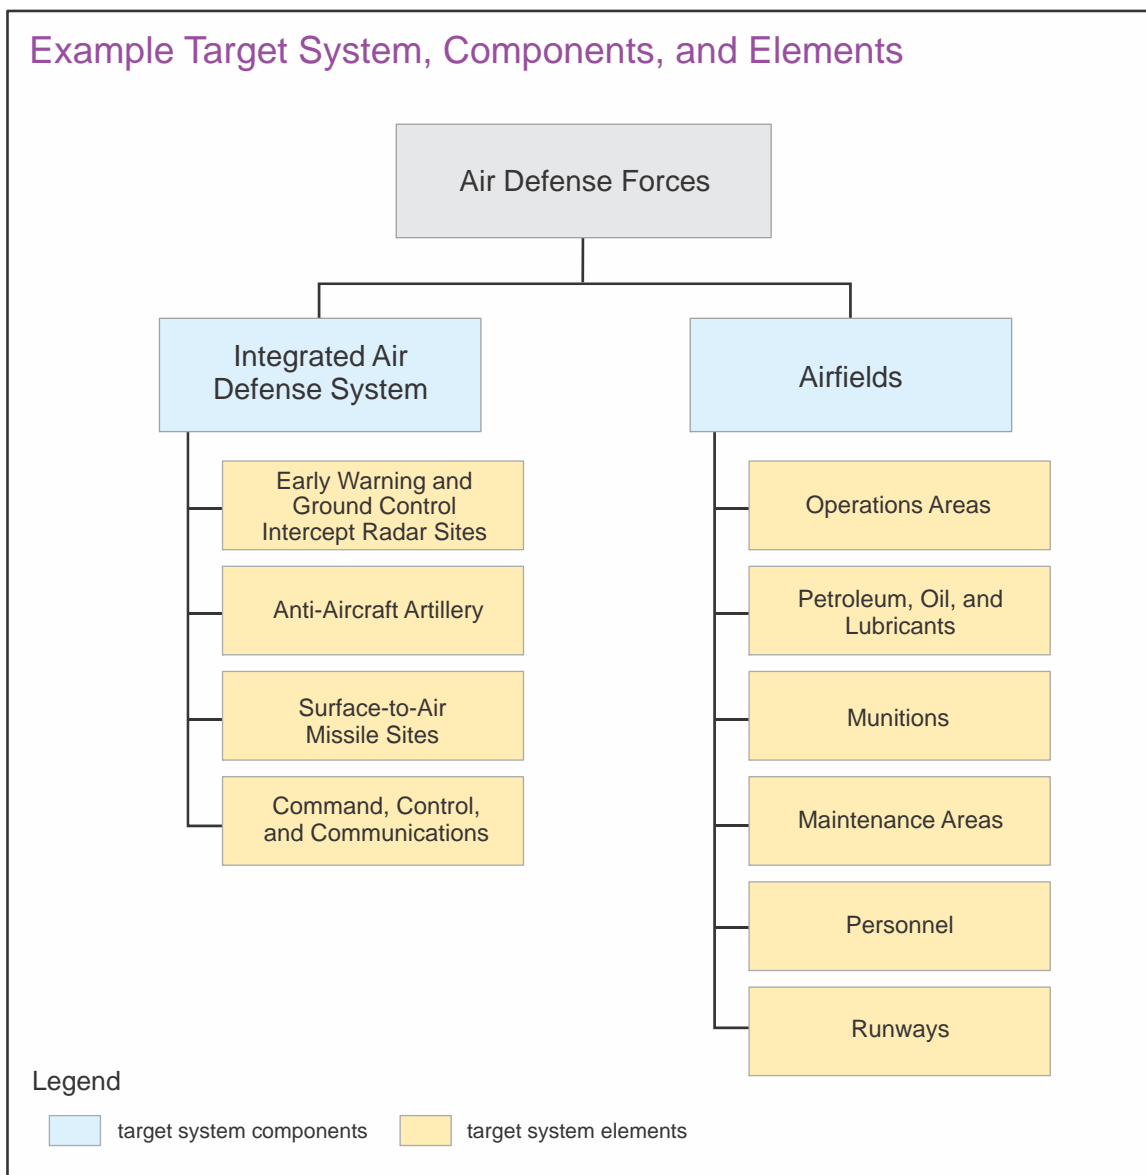 Example Target System, Components, and Elements
Air Defense Forces
Integrated Air
Defense System
Airfields
Early Warning and
Ground Control
Intercept Radar Sites
Anti-Aircraft Artillery
Surface-to-Air
Missile Sites
Command, Control,
and Communications
Operations Areas
Petroleum, Oil, and
Lubricants
Munitions
Maintenance Areas
Personnel
Runways
Legend
target system components
target system elements